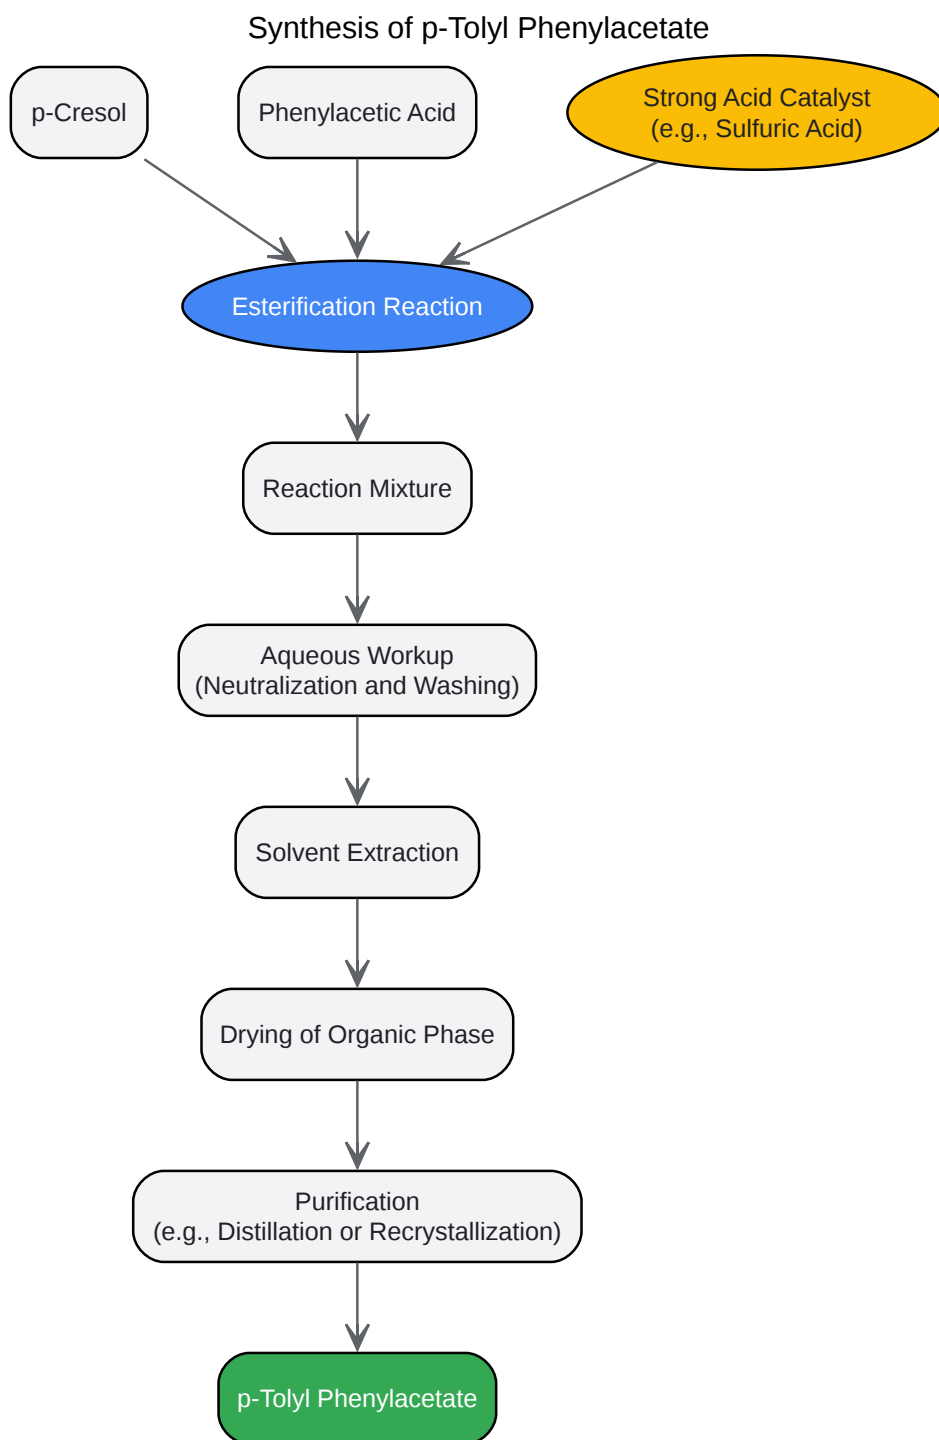 Synthesis of p-Tolyl Phenylacetate
p-Cresol
Phenylacetic Acid
Strong Acid Catalyst
(e.g., Sulfuric Acid)
Esterification Reaction
Reaction Mixture
Aqueous Workup
(Neutralization and Washing)
Solvent Extraction
Drying of Organic Phase
Purification
(e.g., Distillation or Recrystallization)
p-Tolyl Phenylacetate